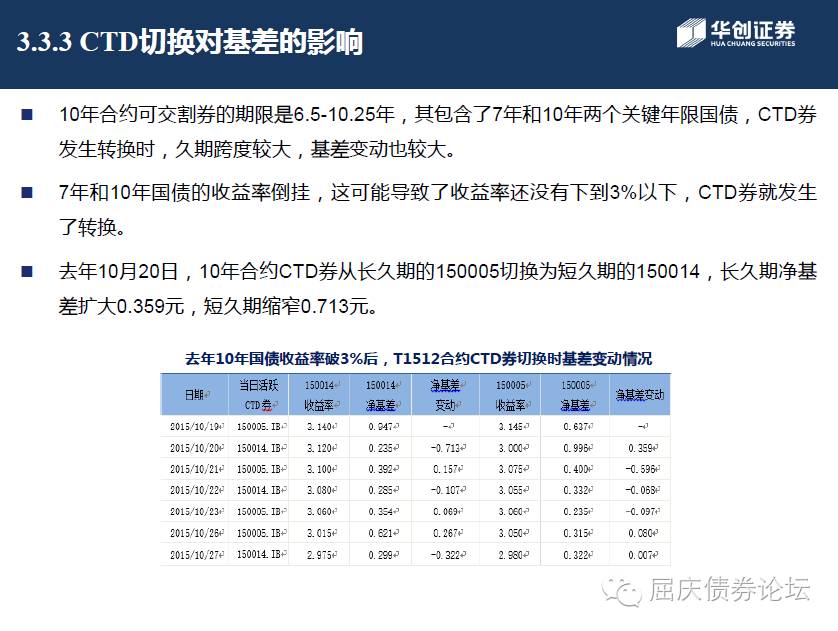 3.3.3 CTD切换对基差的影响
华创证券
HUA CHUANG SECURITIES
10年合约可交割券的期限是6.5-10.25年，其包含了7年和10年两个关键年限国债，CTD券
发生转换时，久期跨度较大，基差变动也较大。
7年和10年国债的收益率倒挂，这可能导致了收益率还没有下到3%以下，CTD券就发生
了转换。
去年10月20日，10年合约CTD券从长久期的150005切换为短久期的150014，长久期净基
差扩大0.359元，短久期缩窄0.713元。
去年10年国债收益率破3%后，T1512合约CTD券切换时基差变动情况
日期 当日活跃CTD券 150014收益率 150014净基差 净基差变动 150005收益率 150005净基差 净基差变动
2015/10/19 150005.IB 3.140 0.947 - 3.145 0.637 -
2015/10/20 150014.IB 3.120 0.235 -0.713 3.000 0.996 0.359
2015/10/21 150005.IB 3.100 0.392 0.157 3.075 0.400 -0.596
2015/10/22 150014.IB 3.080 0.285 -0.107 3.055 0.332 -0.068
2015/10/23 150005.IB 3.060 0.354 0.069 3.060 0.235 -0.097
2015/10/26 150005.IB 3.015 0.621 0.267 3.050 0.315 0.080
2015/10/27 150014.IB 2.975 0.299 -0.322 2.980 0.322 0.007
屈庆债券论坛